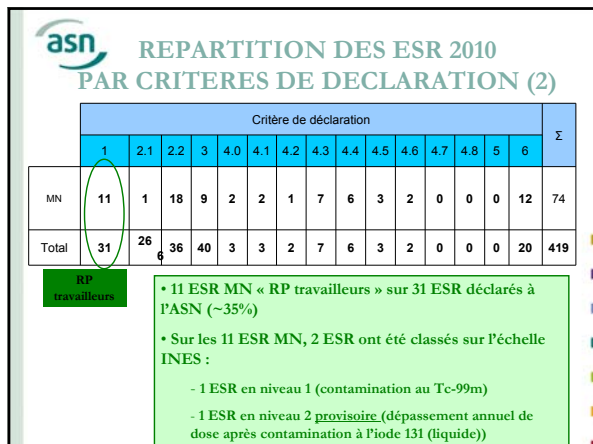 asn
REPARTITION DES ESR 2010
PAR CRITERES DE DECLARATION (2)
Critère de déclaration Σ
1 2.1 2.2 3 4.0 4.1 4.2 4.3 4.4 4.5 4.6 4.7 4.8 5 6
MN 11 1 18 9 2 2 1 7 6 3 2 0 0 0 12 74
Total 31 266 36 40 3 3 2 7 6 3 2 0 0 0 20 419
RP
travailleurs
• 11 ESR MN « RP travailleurs » sur 31 ESR déclarés à
l’ASN (~35%)
• Sur les 11 ESR MN, 2 ESR ont été classés sur l’échelle
INES :
- 1 ESR en niveau 1 (contamination au Tc-99m)
- 1 ESR en niveau 2 provisoire (dépassement annuel de
dose après contamination à l’iode 131 (liquide))